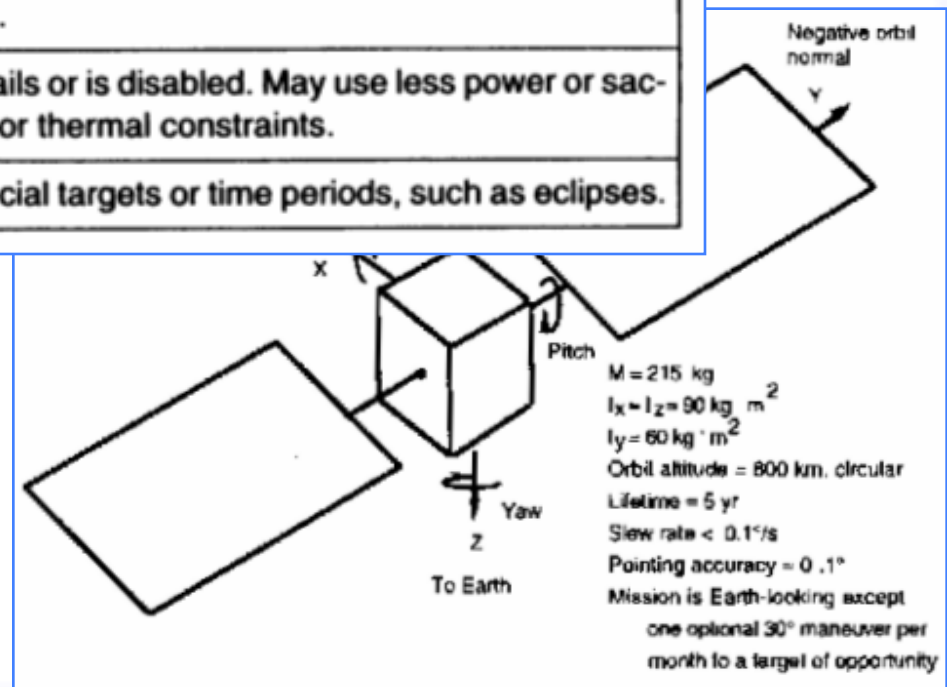 .
ails or is disabled. May use less power or sac-
or thermal constraints.
cial targets or time periods, such as eclipses.
Negative orbit
normal
Y
X
Pitch
M = 215 kg
Ix = Iz = 90 kg m2
Iy = 60 kg · m2
Orbit altitude = 800 km, circular
Lifetime = 5 yr
Slew rate < 0.1°/s
Pointing accuracy = 0.1°
Mission is Earth-looking except
one optional 30° maneuver per
month to a target of opportunity
Yaw
Z
To Earth